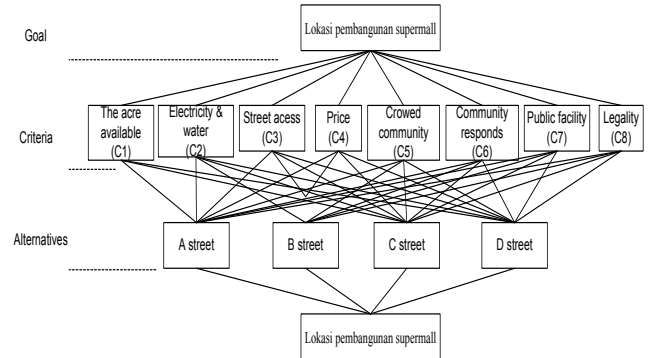 Goal
Lokasi pembangunan supermall
Criteria
The acre
available
(C1)
Electricity &
water
(C2)
Street acess
(C3)
Price
(C4)
Crowed
community
(C5)
Community
responds
(C6)
Public facility
(C7)
Legality
(C8)
Alternatives
A street
B street
C street
D street
Lokasi pembangunan supermall